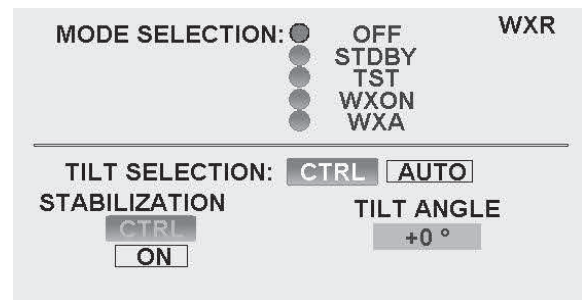 MODE SELECTION: OFF WXR
STDBY
TST
WXON
WXA
TILT SELECTION: CTRL AUTO
STABILIZATION TILT ANGLE
CTRL +0 °
ON